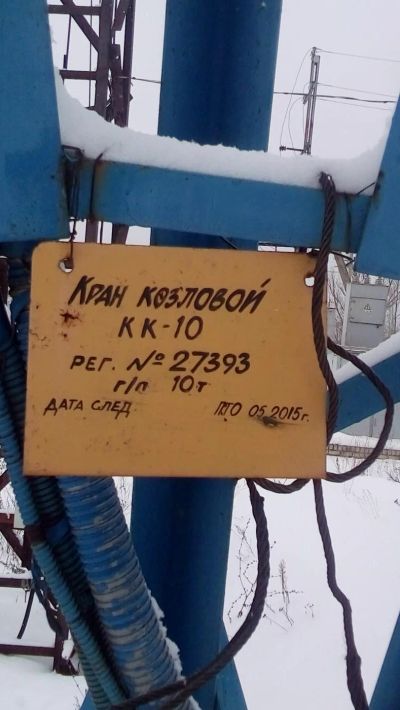 Кран козловой
КК-10
рег. № 27393
г/п 10т
дата след. ПТО 05.2015г.